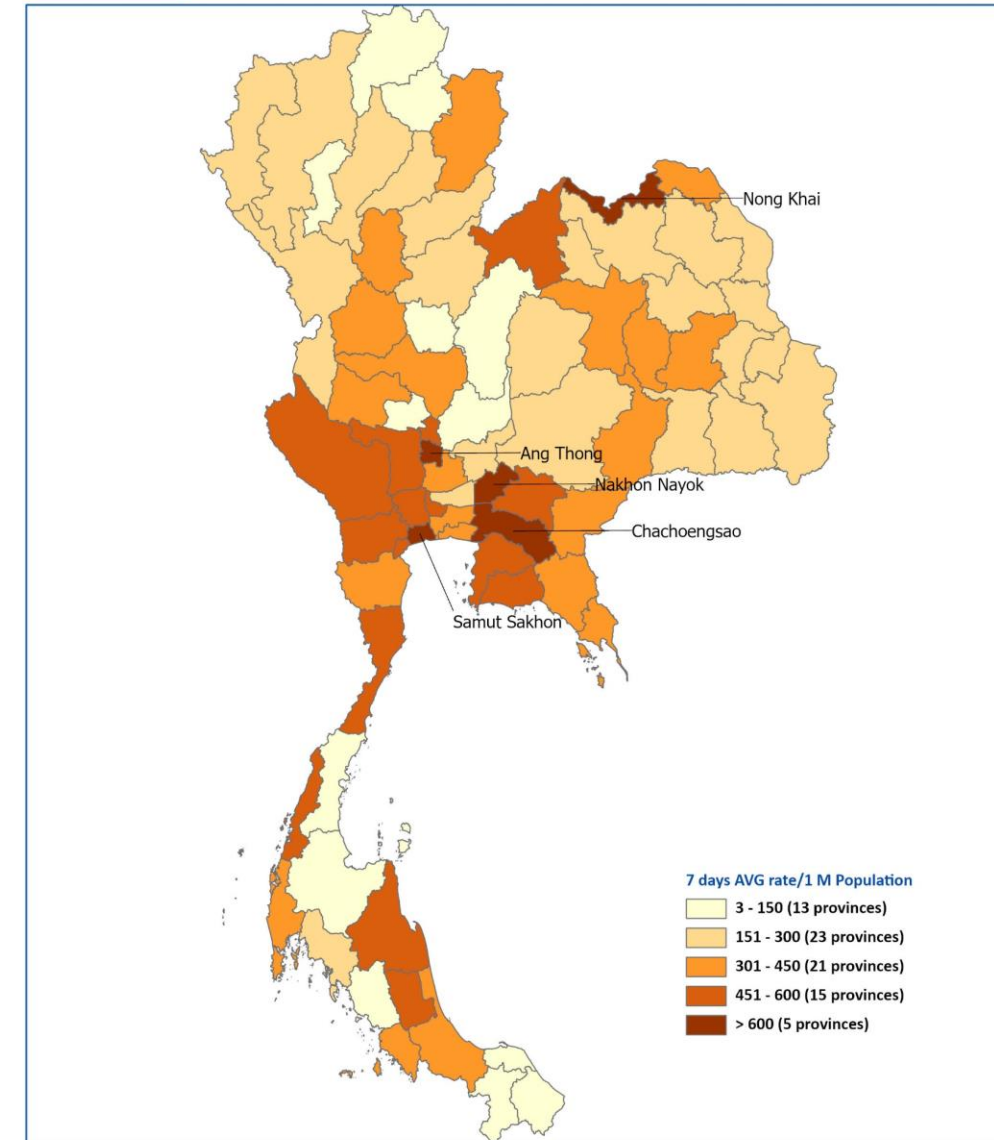 Nong Khai
Ang Thong
Nakhon Nayok
Chachoengsao
Samut Sakhon
7 days AVG rate/1 M Population
3 - 150 (13 provinces)
151 - 300 (23 provinces)
301 - 450 (21 provinces)
451 - 600 (15 provinces)
> 600 (5 provinces)